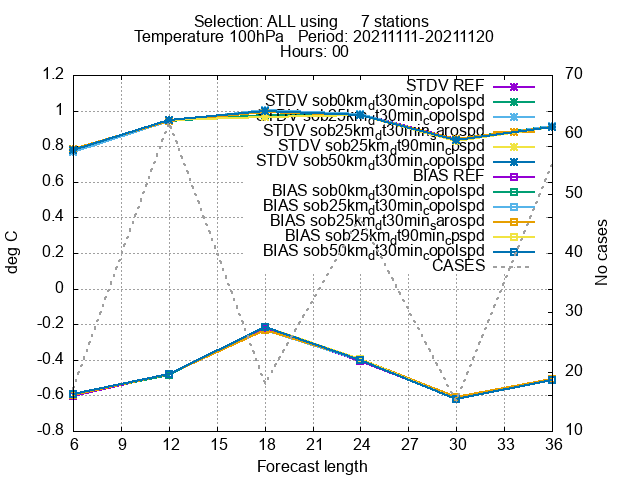 Selection: ALL using 7 stations
Temperature 100hPa Period: 20211111-20211120
Hours: 00
1.2
1
0.8
0.6
0.4
0.2
0
-0.2
-0.4
-0.6
-0.8
deg C
70
60
50
40
30
20
10
No cases
STDV REF
STDV sob0km_dt30min_copolspd
STDV sob25km_dt30min_copolspd
STDV sob25km_dt30min_sarospd
STDV sob25km_dt90min_cpspd
STDV sob50km_dt30min_copolspd
BIAS REF
BIAS sob0km_dt30min_copolspd
BIAS sob25km_dt30min_copolspd
BIAS sob25km_dt30min_sarospd
BIAS sob25km_dt90min_cpspd
BIAS sob50km_dt30min_copolspd
CASES
6 9 12 15 18 21 24 27 30 33 36
Forecast length